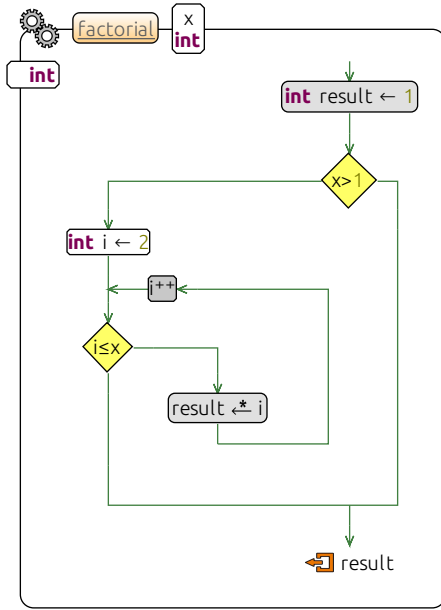 factorial
x
int
int
int result ← 1
x>1
int i ← 2
i++
i≤x
result ←* i
result